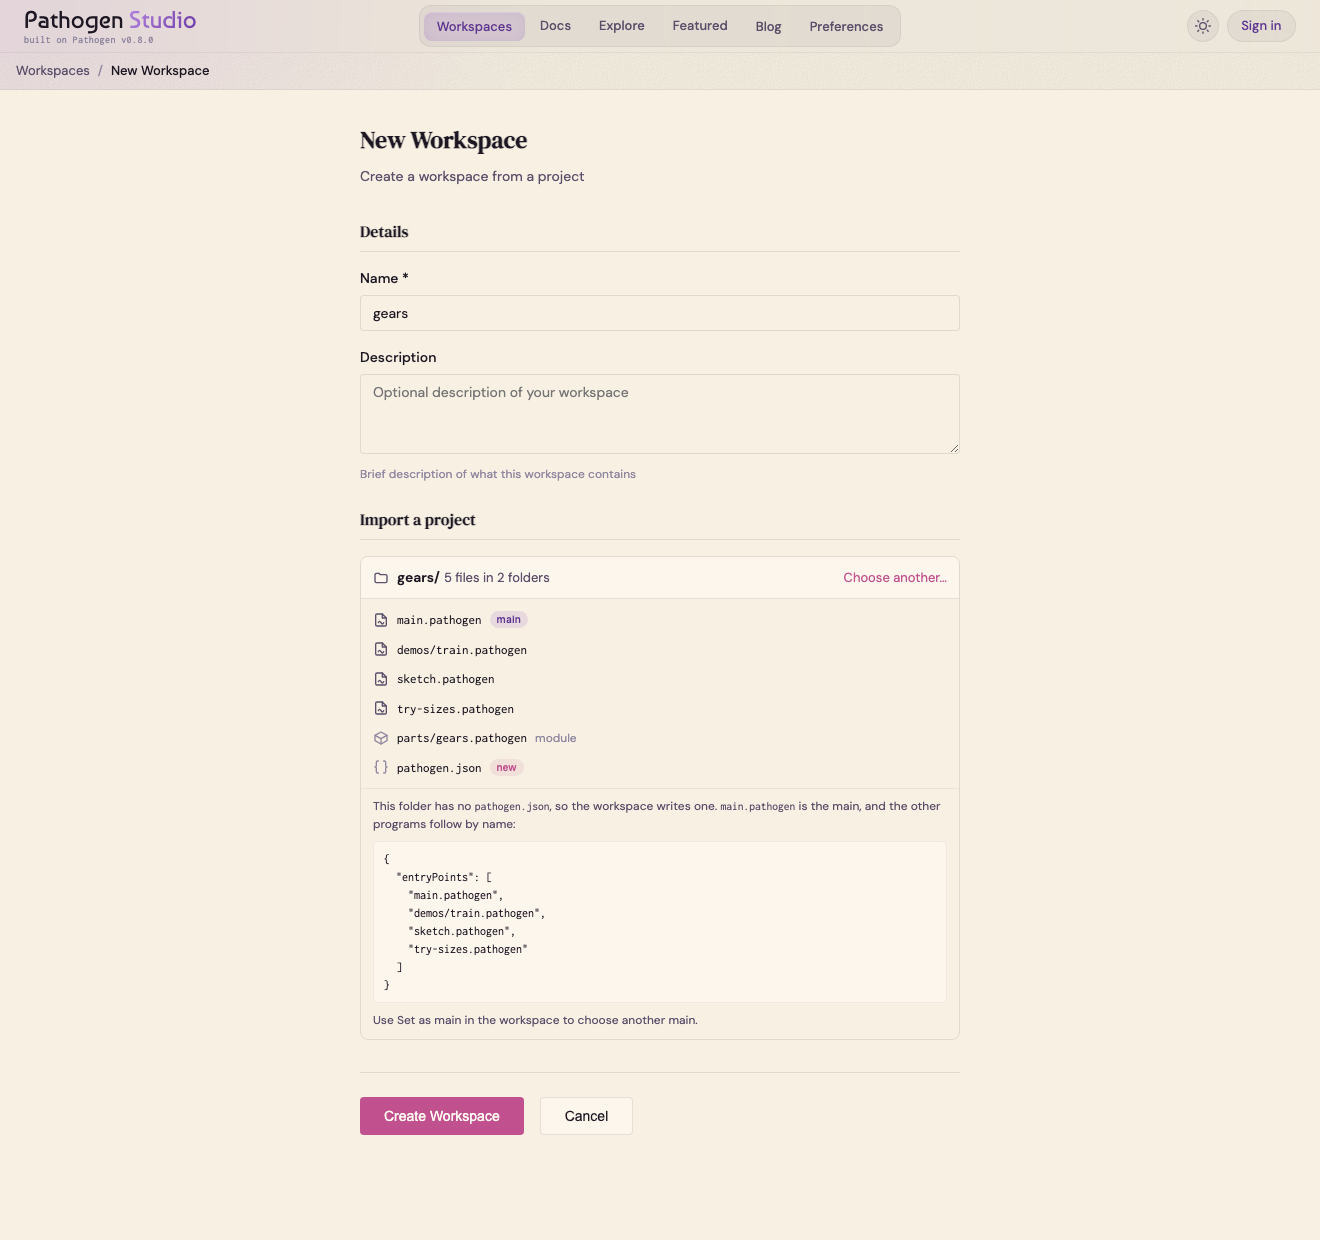 Pathogen Studio
built on Pathogen v0.8.0
Workspaces
Docs
Explore
Featured
Blog
Preferences
Sign in
Workspaces / New Workspace
New Workspace
Create a workspace from a project
Details
Name *
gears
Description
Optional description of your workspace
Brief description of what this workspace contains
Import a project
gears/ 5 files in 2 folders
Choose another…
main.pathogen main
demos/train.pathogen
sketch.pathogen
try-sizes.pathogen
parts/gears.pathogen module
pathogen.json new
This folder has no pathogen.json, so the workspace writes one. main.pathogen is the main, and the other
programs follow by name:
{
  "entryPoints": [
    "main.pathogen",
    "demos/train.pathogen",
    "sketch.pathogen",
    "try-sizes.pathogen"
  ]
}
Use Set as main in the workspace to choose another main.
Create Workspace
Cancel